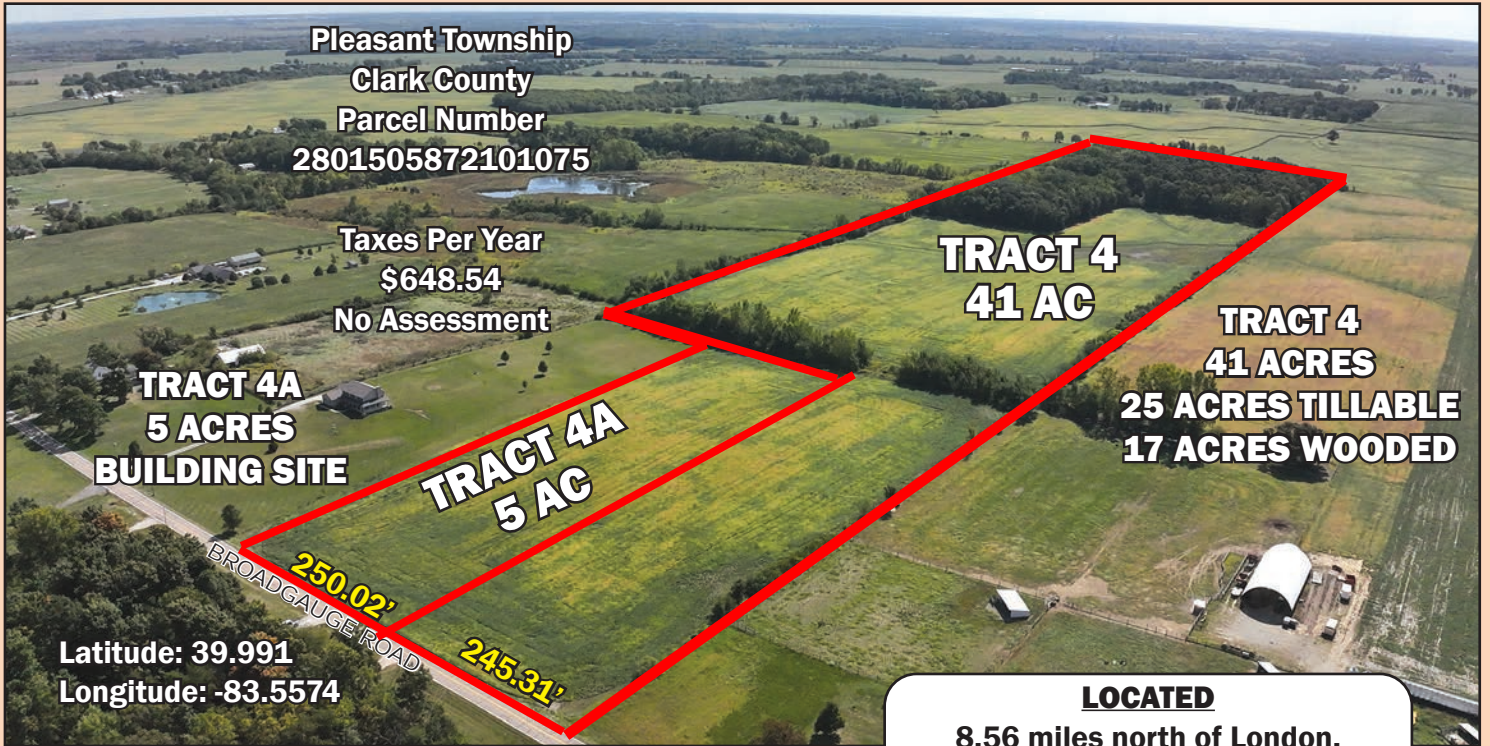 Pleasant Township
Clark County
Parcel Number
2801505872101075
Taxes Per Year
$648.54
No Assessment
TRACT 4
41 AC
TRACT 4
41 ACRES
25 ACRES TILLABLE
17 ACRES WOODED
TRACT 4A
5 ACRES
BUILDING SITE
TRACT 4A
5 AC
250.02'
BROADGAUGE ROAD
245.31'
Latitude: 39.991
Longitude: -83.5574
LOCATED
8.56 miles north of London,